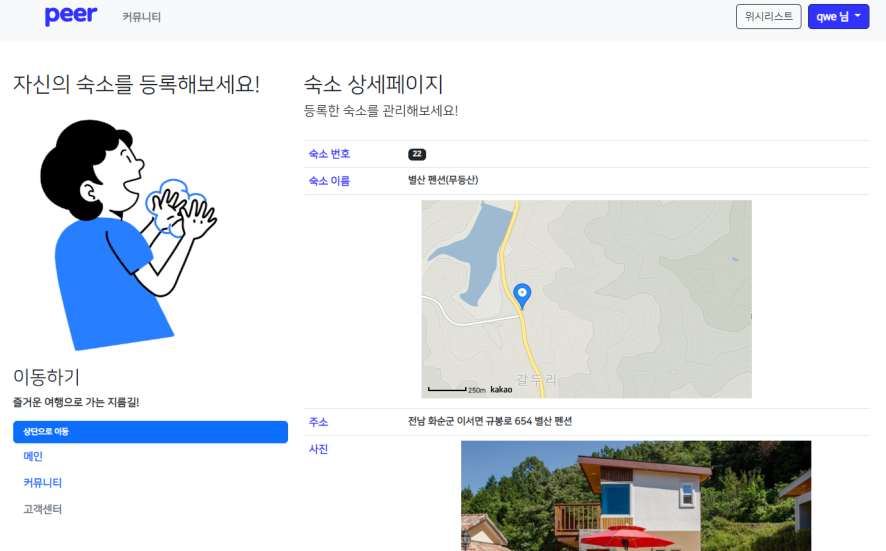 peer
커뮤니티
위시리스트
qwe 님
자신의 숙소를 등록해보세요!
이동하기
즐거운 여행으로 가는 지름길!
상단으로 이동
메인
커뮤니티
고객센터
숙소 상세페이지
등록한 숙소를 관리해보세요!
숙소 번호 22
숙소 이름 별산 펜션(무등산)
갈두리
250m kakao
주소 전남 화순군 이서면 규봉로 654 별산 펜션
사진